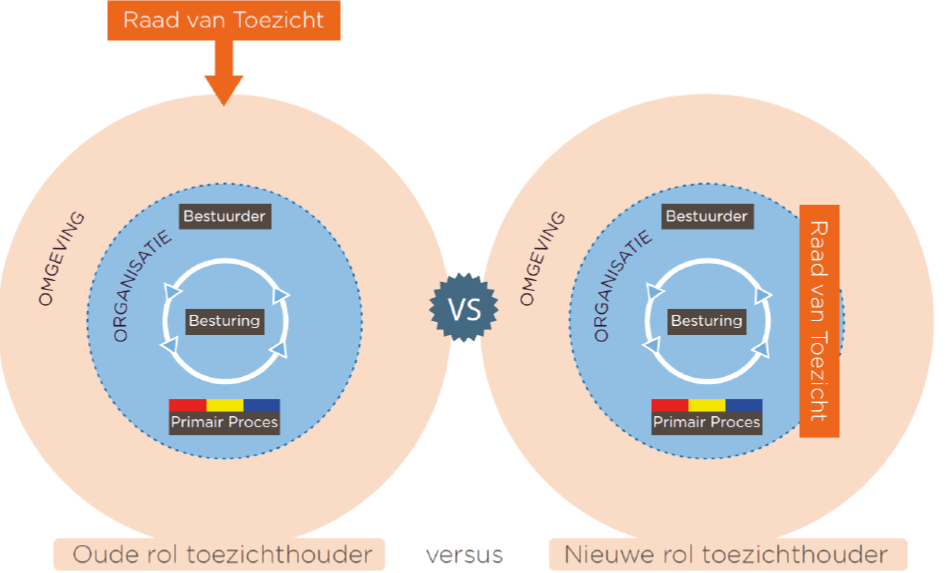 Raad van Toezicht
OMGEVING
ORGANISATIE
Bestuurder
Besturing
Primair Proces
VS
OMGEVING
ORGANISATIE
Bestuurder
Besturing
Primair Proces
Raad van Toezicht
Oude rol toezichthouder versus Nieuwe rol toezichthouder